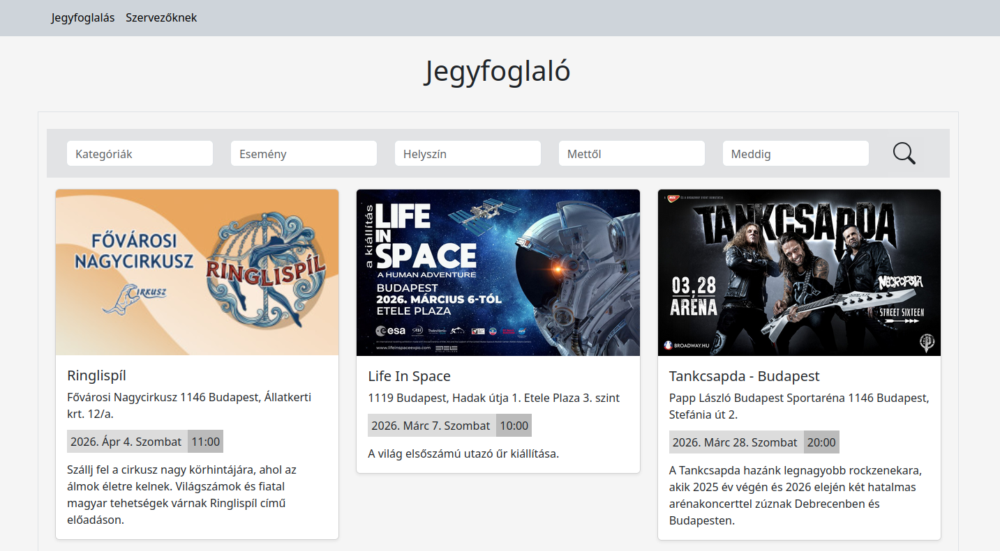 Jegyfoglalás Szervezőknek
Jegyfoglaló
Kategóriák Esemény Helyszín Mettől Meddig
FŐVÁROSI
NAGYCIRKUSZ
CIRKUSZ
RINGLISPÍL
Ringlispíl
Fővárosi Nagycirkusz 1146 Budapest, Állatkerti
krt. 12/a.
2026. Ápr 4. Szombat 11:00
Szállj fel a cirkusz nagy körhintájára, ahol az
álmok életre kelnek. Világszámok és fiatal
magyar tehetségek várnak Ringlispíl című
előadáson.
a kiállítás
LIFE
IN
SPACE
A HUMAN ADVENTURE
BUDAPEST
2026. MÁRCIUS 6-TÓL
ETELE PLAZA
esa
www.lifeinspaceexpo.com
Life In Space
1119 Budapest, Hadak útja 1. Etele Plaza 3. szint
2026. Márc 7. Szombat 10:00
A világ elsőszámú utazó űr kiállítása.
A MOL ÉS A BROADWAY EVENT BEMUTATJA
TANKCSAPDA
03.28
ARÉNA
NECROPSIA
STREET SIXTEEN
BROADWAY.HU
Tankcsapda - Budapest
Papp László Budapest Sportaréna 1146 Budapest,
Stefánia út 2.
2026. Márc 28. Szombat 20:00
A Tankcsapda hazánk legnagyobb rockzenekara,
akik 2025 év végén és 2026 elején két hatalmas
arénakoncerttel zúznak Debrecenben és
Budapesten.